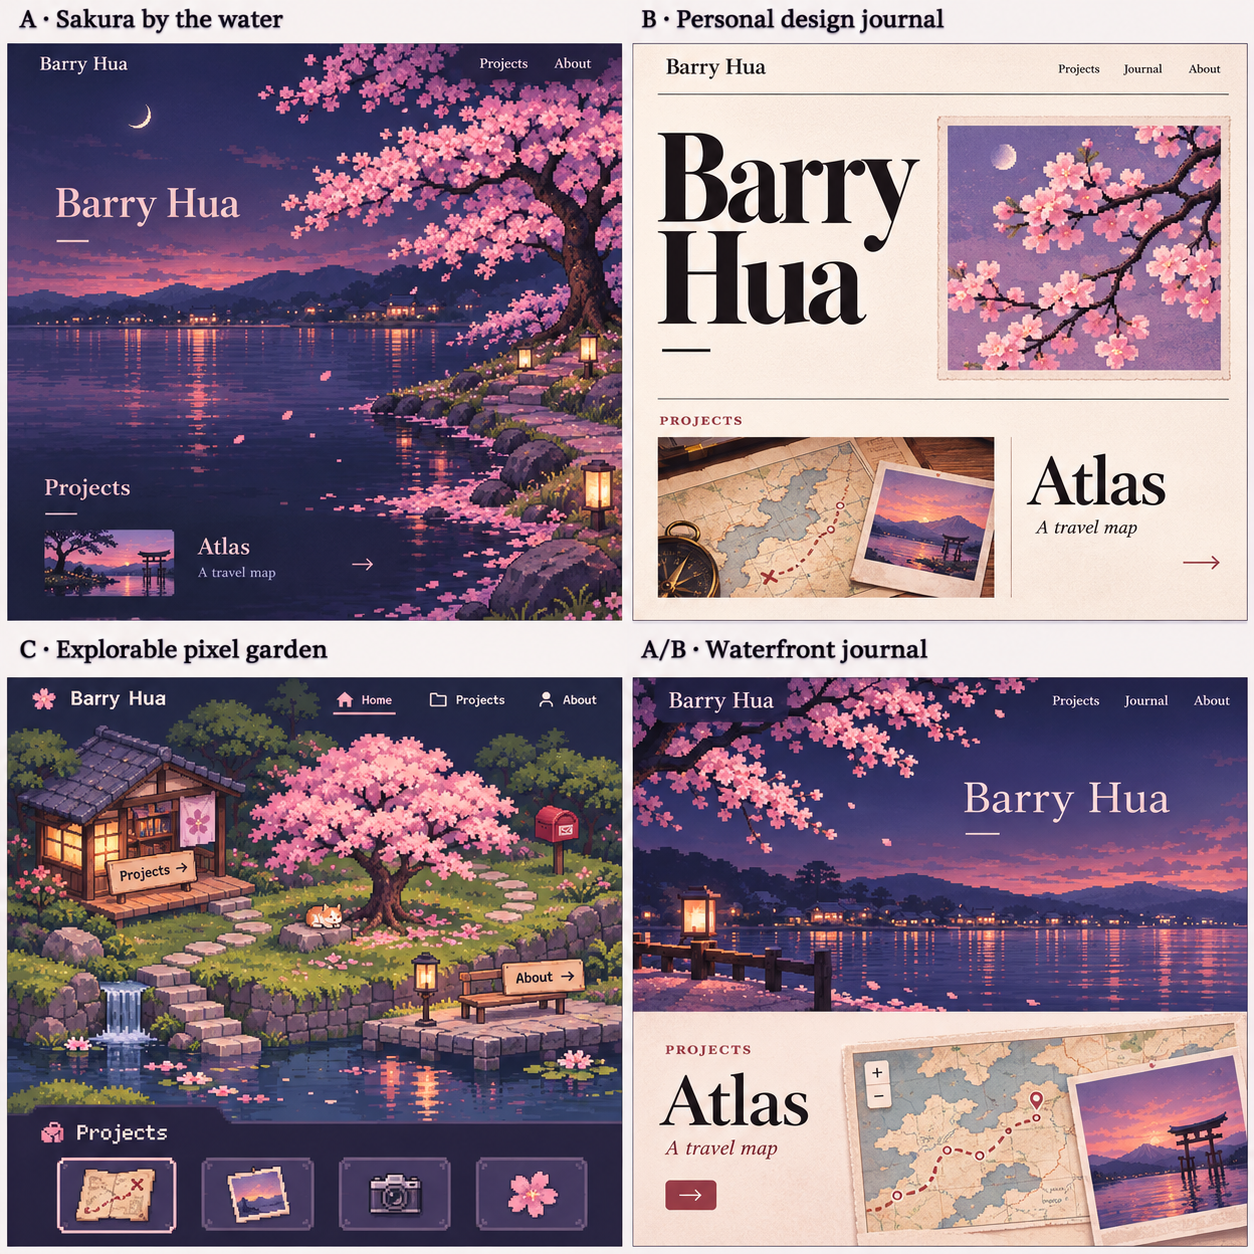 A · Sakura by the water
Barry Hua
Projects
About
Barry Hua
Projects
Atlas
A travel map
B · Personal design journal
Barry Hua
Projects
Journal
About
Barry
Hua
PROJECTS
Atlas
A travel map
C · Explorable pixel garden
Barry Hua
Home
Projects
About
Projects
About
Projects
A/B · Waterfront journal
Barry Hua
Projects
Journal
About
Barry Hua
PROJECTS
Atlas
A travel map
+
−